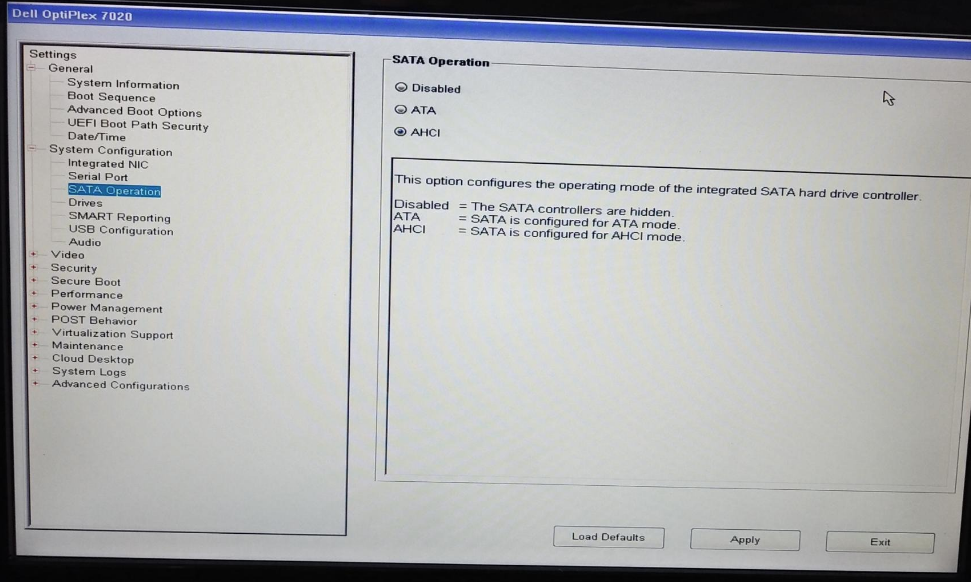 Dell OptiPlex 7020
Settings
General
System Information
Boot Sequence
Advanced Boot Options
UEFI Boot Path Security
Date/Time
System Configuration
Integrated NIC
Serial Port
SATA Operation
Drives
SMART Reporting
USB Configuration
Audio
Video
Security
Secure Boot
Performance
Power Management
POST Behavior
Virtualization Support
Maintenance
Cloud Desktop
System Logs
Advanced Configurations
SATA Operation
Disabled
ATA
AHCI
This option configures the operating mode of the integrated SATA hard drive controller.
Disabled = The SATA controllers are hidden.
ATA = SATA is configured for ATA mode.
AHCI = SATA is configured for AHCI mode.
Load Defaults
Apply
Exit